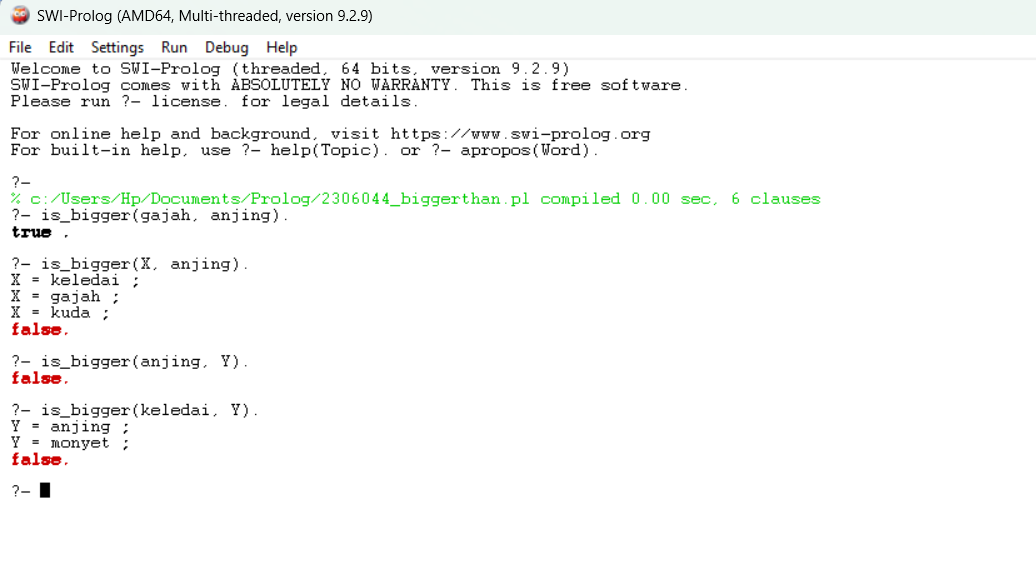 SWI-Prolog (AMD64, Multi-threaded, version 9.2.9)
File Edit Settings Run Debug Help
Welcome to SWI-Prolog (threaded, 64 bits, version 9.2.9)
SWI-Prolog comes with ABSOLUTELY NO WARRANTY. This is free software.
Please run ?- license. for legal details.
For online help and background, visit https://www.swi-prolog.org
For built-in help, use ?- help(Topic). or ?- apropos(Word).
?-
% c:/Users/Hp/Documents/Prolog/2306044_biggerthan.pl compiled 0.00 sec, 6 clauses
?- is_bigger(gajah, anjing).
true .
?- is_bigger(X, anjing).
X = keledai ;
X = gajah ;
X = kuda ;
false.
?- is_bigger(anjing, Y).
false.
?- is_bigger(keledai, Y).
Y = anjing ;
Y = monyet ;
false.
?-